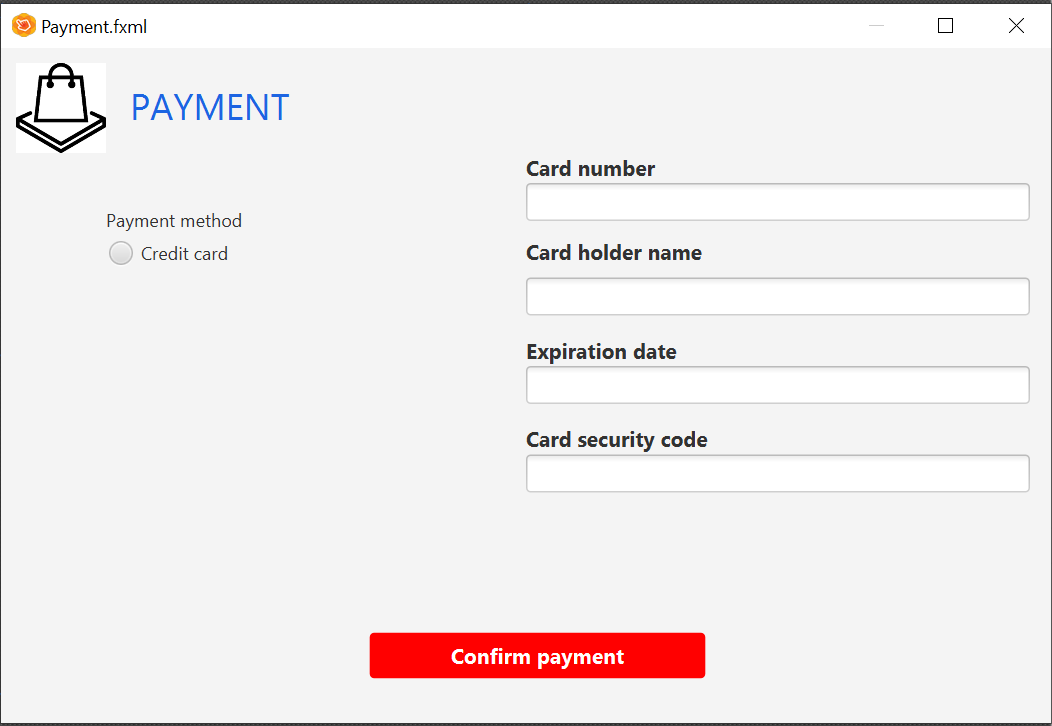 Payment.fxml
PAYMENT
Payment method
Credit card
Card number
Card holder name
Expiration date
Card security code
Confirm payment